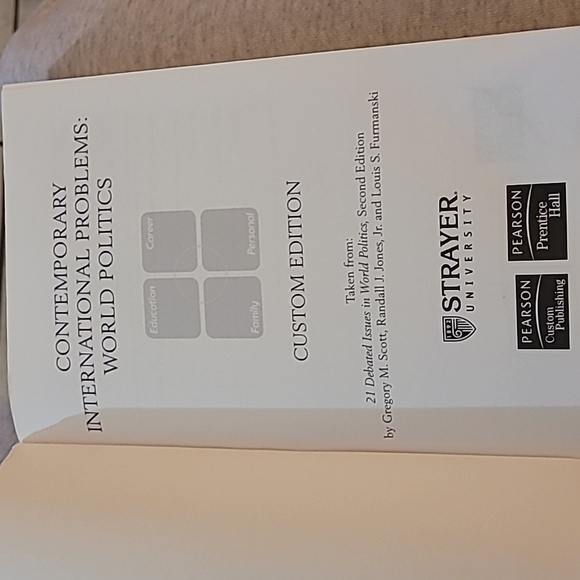 CONTEMPORARY
INTERNATIONAL PROBLEMS:
WORLD POLITICS
Education
Career
Family
Personal
CUSTOM EDITION
Taken from:
21 Debated Issues in World Politics, Second Edition
by Gregory M. Scott, Randall J. Jones, Jr. and Louis S. Furmanski
1892
STRAYER.
UNIVERSITY
PEARSON
Custom
Publishing
PEARSON
Prentice
Hall